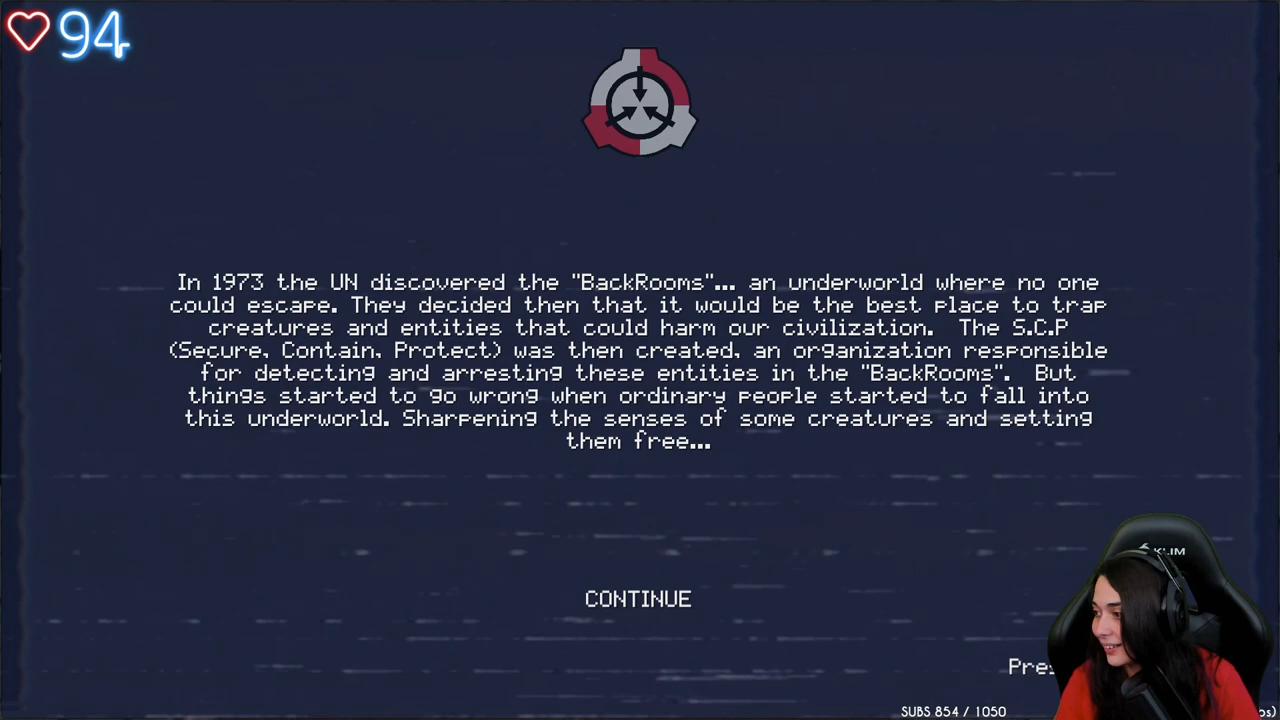 94
In 1973 the UN discovered the "BackRooms"... an underworld where no one
could escape. They decided then that it would be the best place to trap
creatures and entities that could harm our civilization.  The S.C.P
(Secure, Contain, Protect) was then created, an organization responsible
for detecting and arresting these entities in the "BackRooms".  But
things started to go wrong when ordinary people started to fall into
this underworld. Sharpening the senses of some creatures and setting
them free...
KLIM
CONTINUE
SUBS 854 / 1050